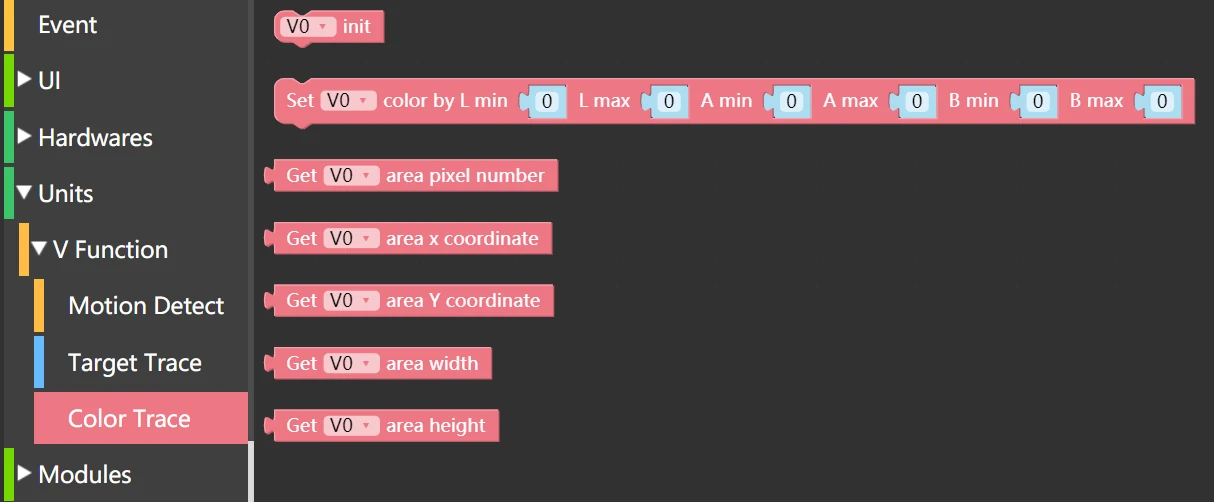 Event
UI
Hardwares
Units
V Function
Motion Detect
Target Trace
Color Trace
Modules
V0 init
Set V0 color by L min 0 L max 0 A min 0 A max 0 B min 0 B max 0
Get V0 area pixel number
Get V0 area x coordinate
Get V0 area Y coordinate
Get V0 area width
Get V0 area height